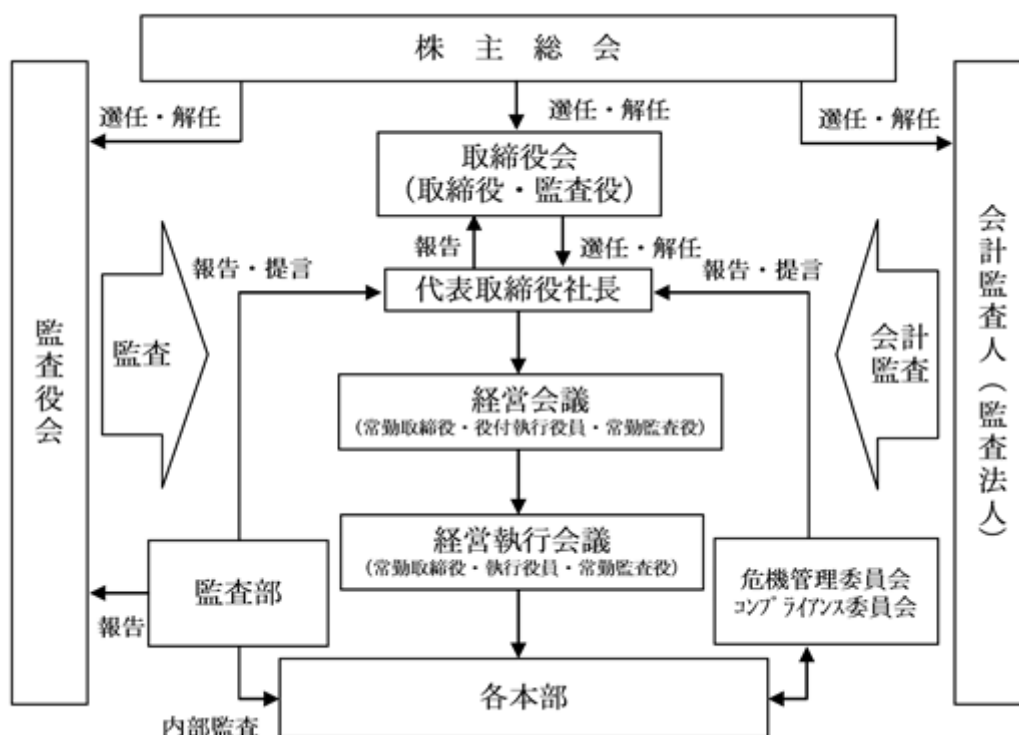 株 主 総 会
選任・解任
選任・解任
選任・解任
取締役会
(取締役・監査役)
報告
選任・解任
報告・提言
報告・提言
代表取締役社長
監査役会
監査
会計
監査
会計監査人(監査法人)
経営会議
(常勤取締役・役付執行役員・常勤監査役)
経営執行会議
(常勤取締役・執行役員・常勤監査役)
監査部
危機管理委員会
ｺﾝﾌﾟﾗｲｱﾝｽ委員会
報告
各本部
内部監査